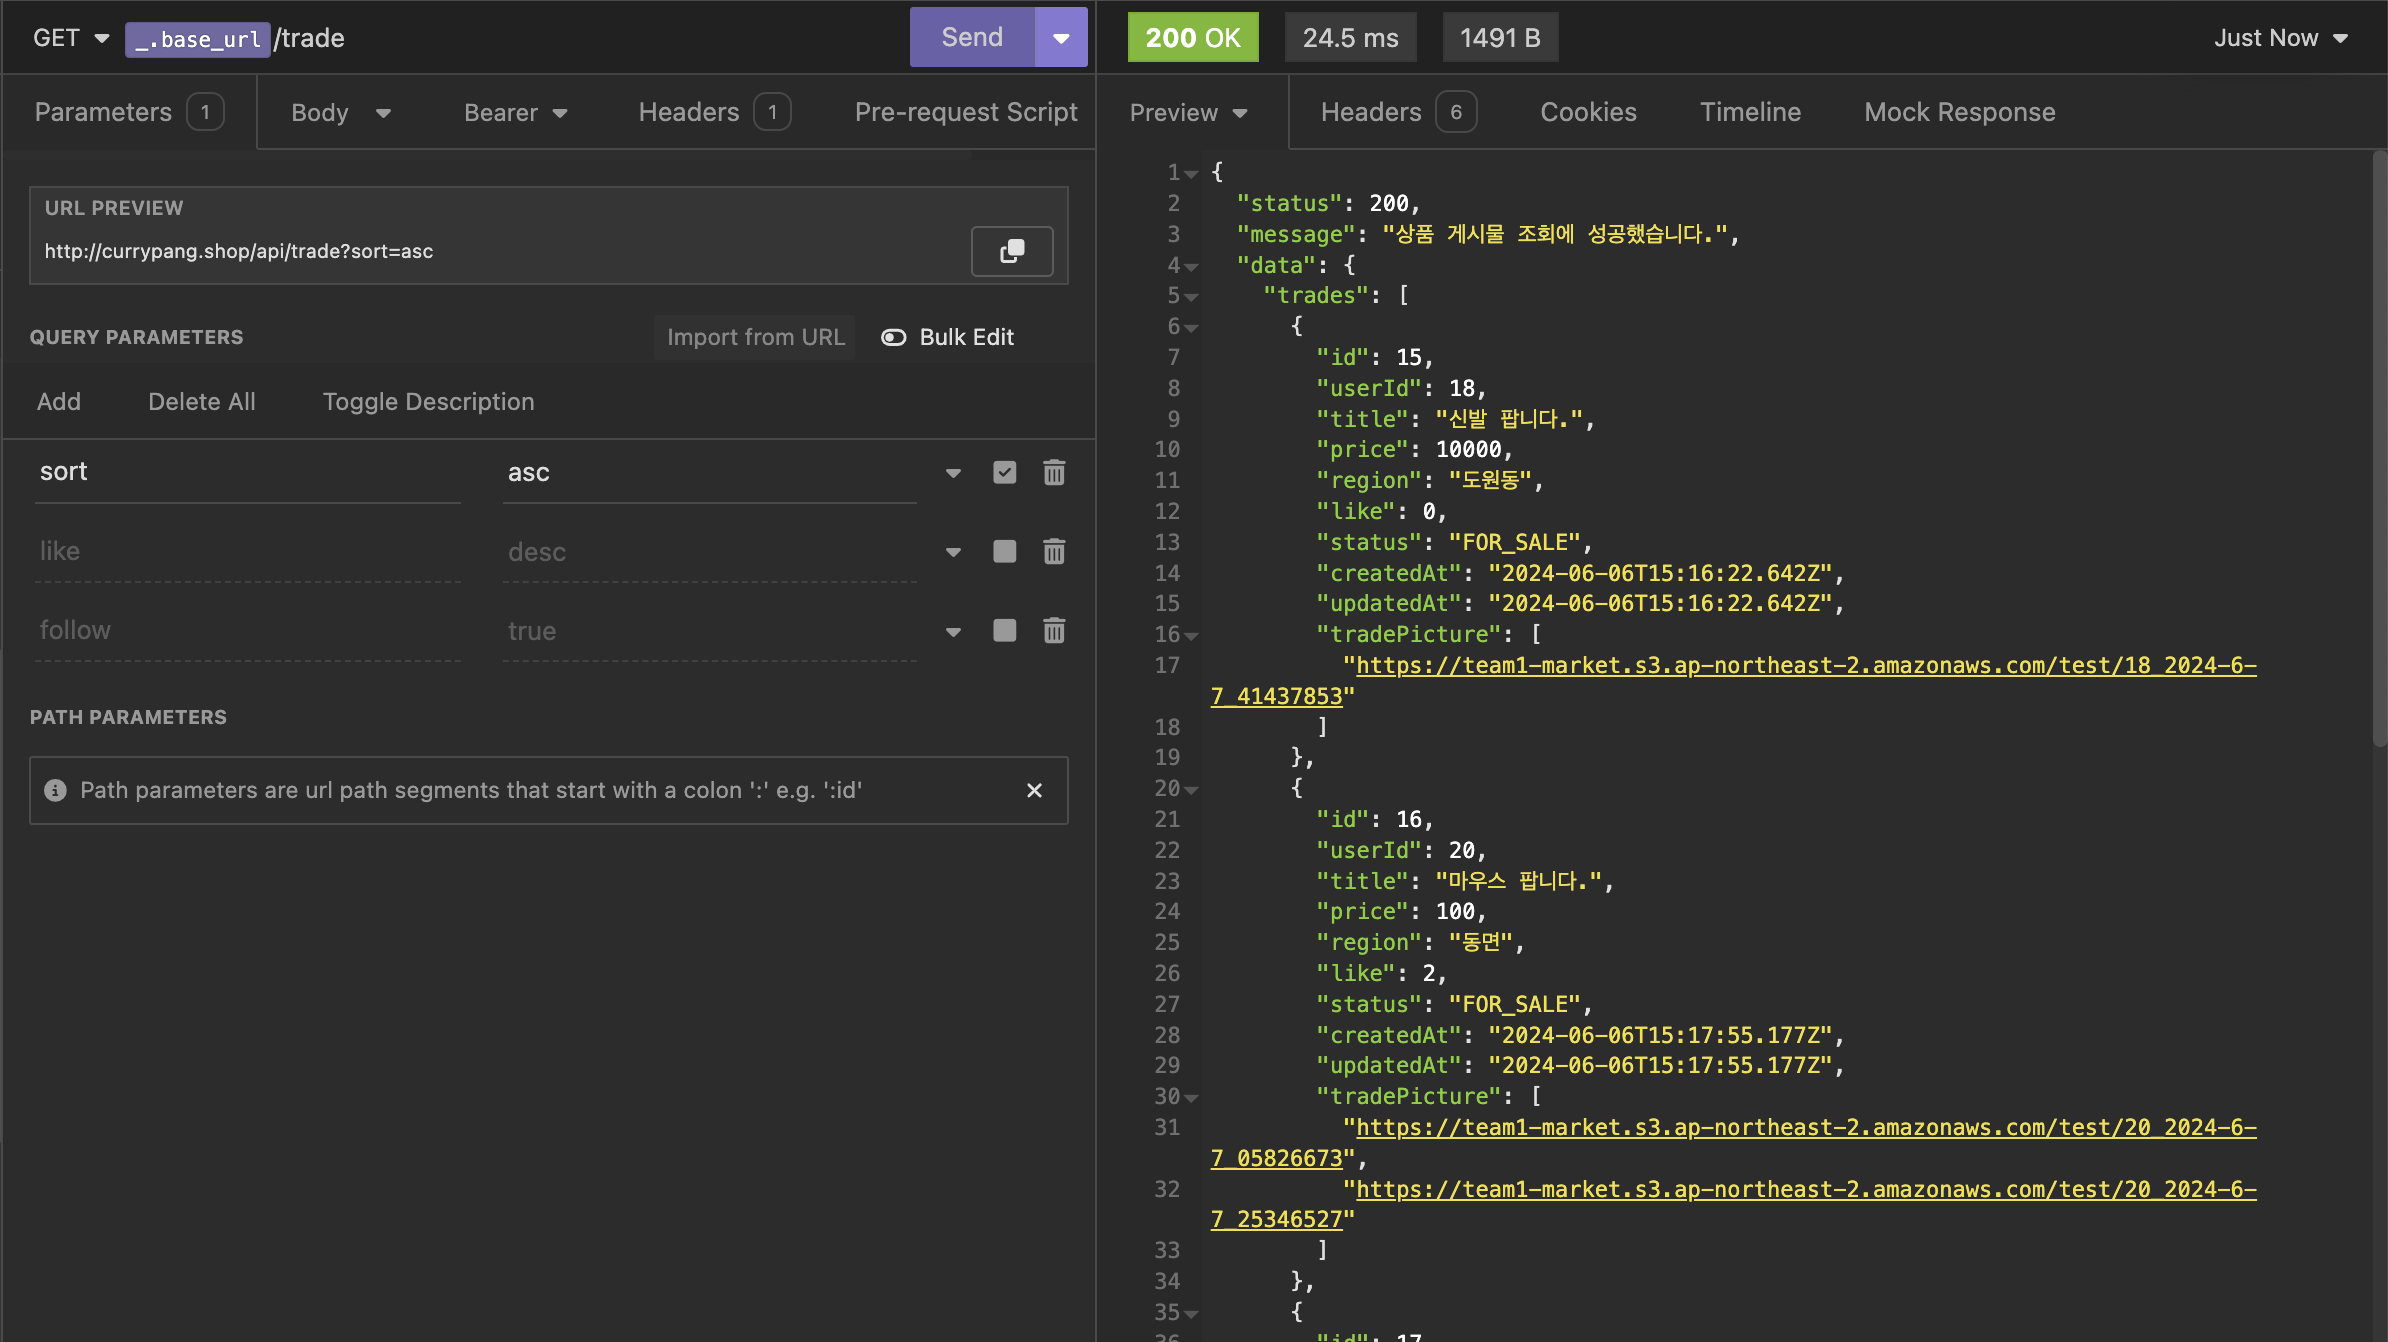 GET _.base_url/trade Send
Parameters 1 Body Bearer Headers 1 Pre-request Script
URL PREVIEW
http://currypang.shop/api/trade?sort=asc
QUERY PARAMETERS Import from URL Bulk Edit
Add Delete All Toggle Description
sort asc
like desc
follow true
PATH PARAMETERS
Path parameters are url path segments that start with a colon ':' e.g. ':id'
200 OK 24.5 ms 1491 B Just Now
Preview Headers 6 Cookies Timeline Mock Response
1 {
2 "status": 200,
3 "message": "상품 게시물 조회에 성공했습니다.",
4 "data": {
5 "trades": [
6 {
7 "id": 15,
8 "userId": 18,
9 "title": "신발 팝니다.",
10 "price": 10000,
11 "region": "도원동",
12 "like": 0,
13 "status": "FOR_SALE",
14 "createdAt": "2024-06-06T15:16:22.642Z",
15 "updatedAt": "2024-06-06T15:16:22.642Z",
16 "tradePicture": [
17 "https://team1-market.s3.ap-northeast-2.amazonaws.com/test/18_2024-6-
7_41437853"
18 ]
19 },
20 {
21 "id": 16,
22 "userId": 20,
23 "title": "마우스 팝니다.",
24 "price": 100,
25 "region": "동면",
26 "like": 2,
27 "status": "FOR_SALE",
28 "createdAt": "2024-06-06T15:17:55.177Z",
29 "updatedAt": "2024-06-06T15:17:55.177Z",
30 "tradePicture": [
31 "https://team1-market.s3.ap-northeast-2.amazonaws.com/test/20_2024-6-
7_05826673",
32 "https://team1-market.s3.ap-northeast-2.amazonaws.com/test/20_2024-6-
7_25346527"
33 ]
34 },
35 {
36 "id": 17,